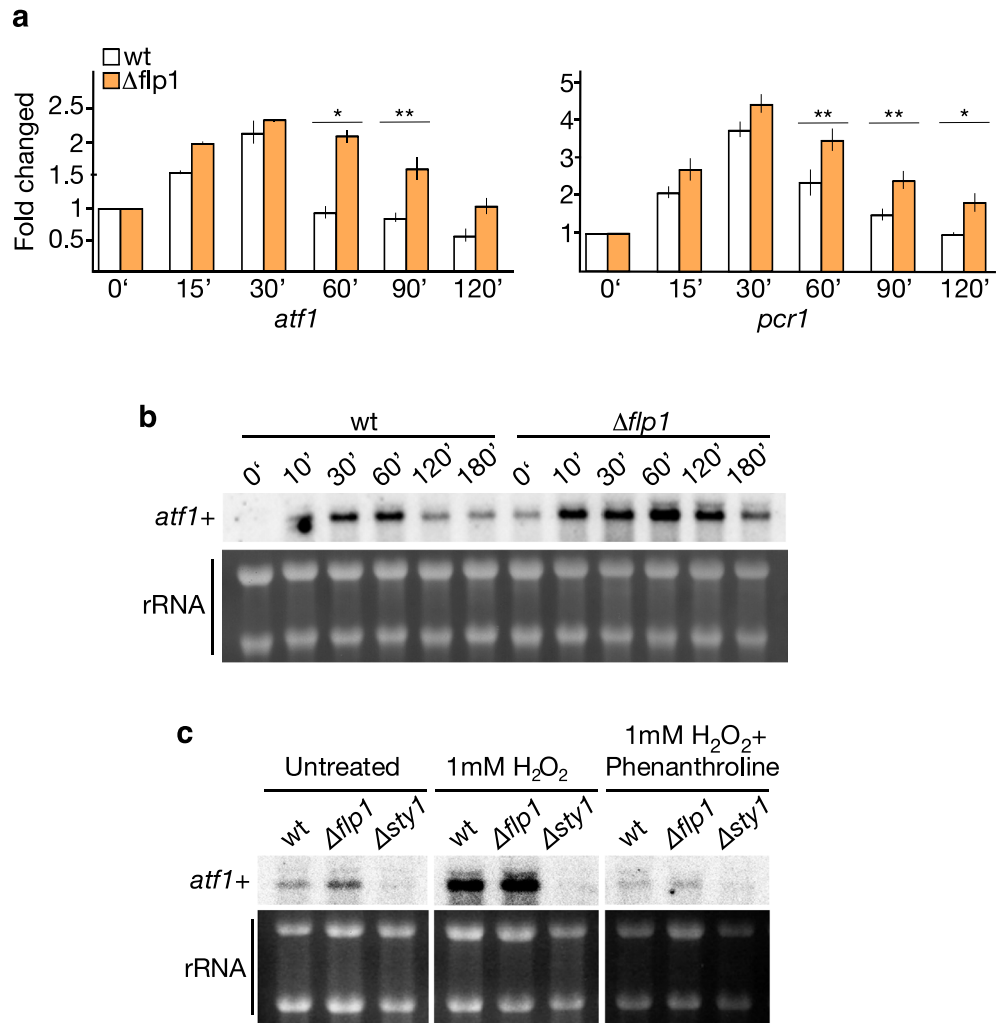 a
wt
Δflp1
Fold changed
2.5
2
1.5
1
0.5
* **
0‘ 15’ 30’ 60’ 90’ 120’
atf1
5
4
3
2
1
** ** *
0‘ 15’ 30’ 60’ 90’ 120’
pcr1
b
wt Δflp1
0‘ 10’ 30’ 60’ 120’ 180’ 0‘ 10’ 30’ 60’ 120’ 180’
atf1+
rRNA
c
Untreated
1mM H₂O₂
1mM H₂O₂+
Phenanthroline
wt Δflp1 Δsty1 wt Δflp1 Δsty1 wt Δflp1 Δsty1
atf1+
rRNA